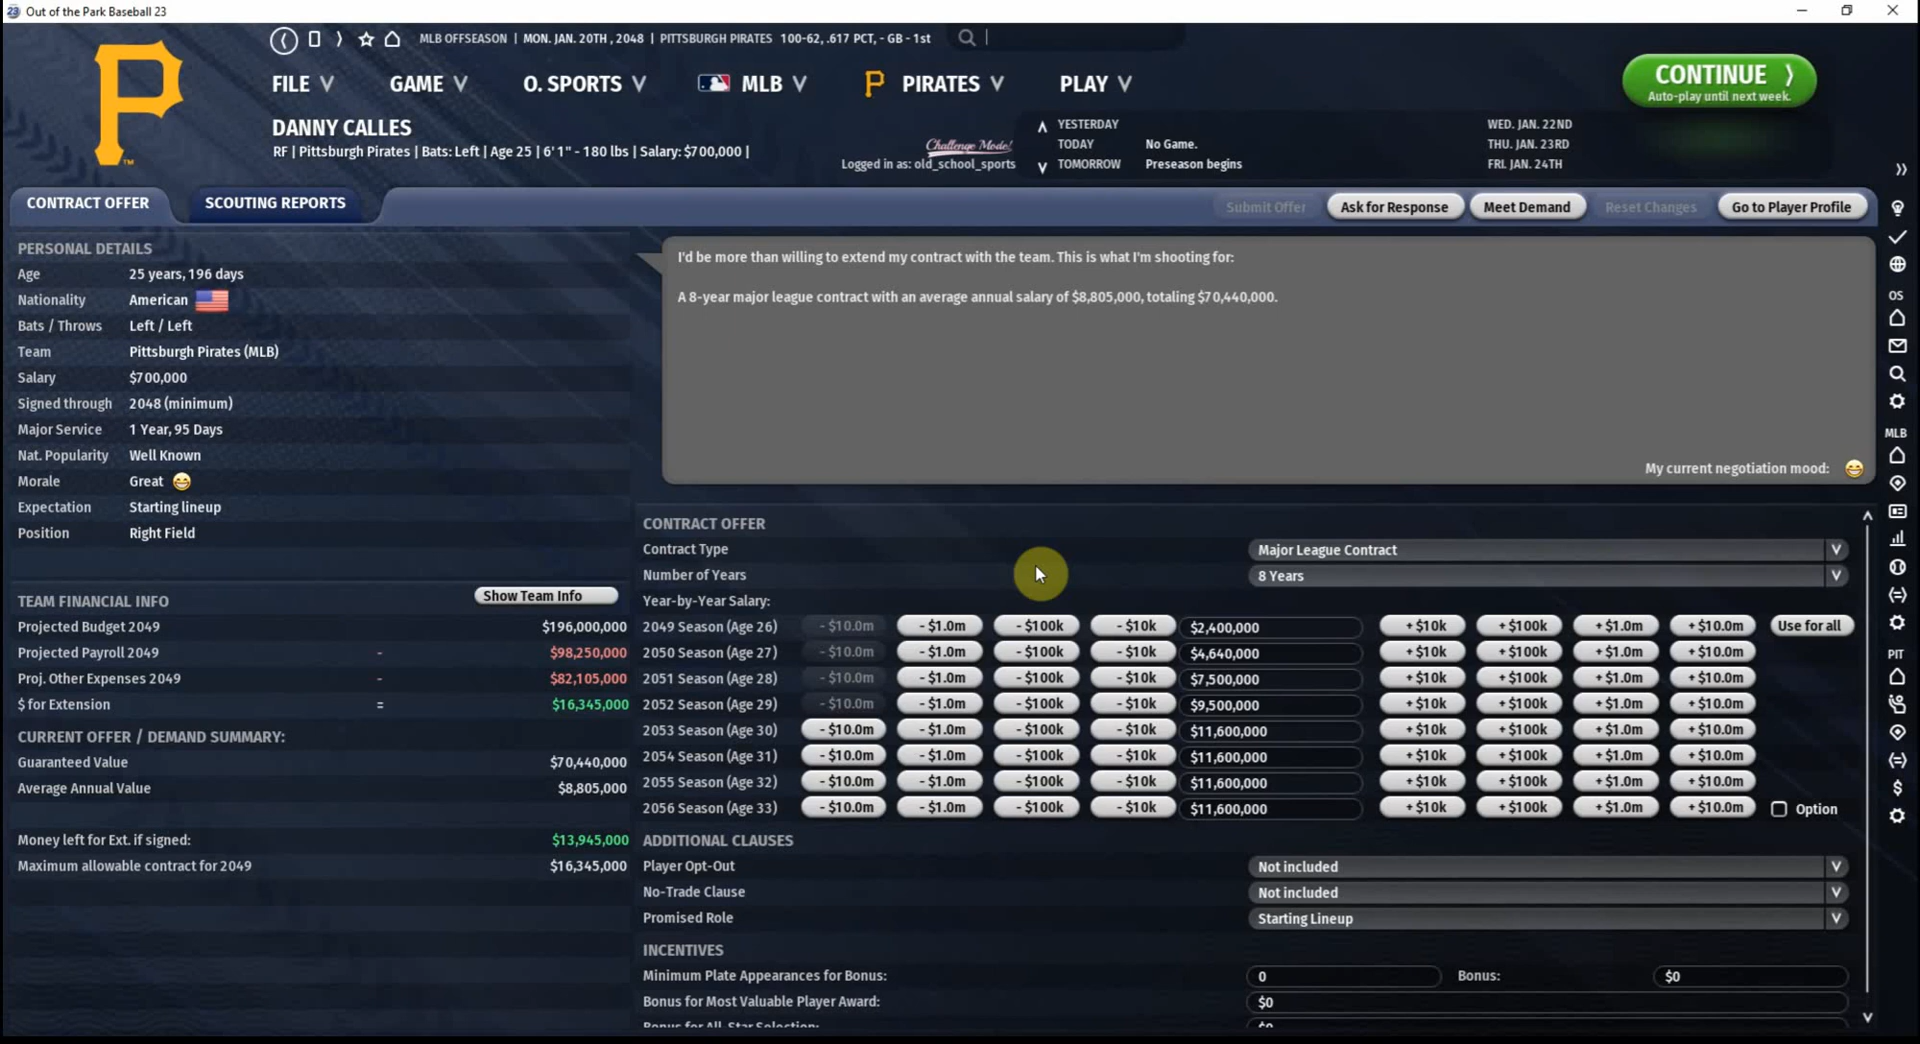 23 Out of the Park Baseball 23
MLB OFFSEASON | MON. JAN. 20TH , 2048 | PITTSBURGH PIRATES 100-62, .617 PCT, - GB - 1st
P
TM
FILE GAME O. SPORTS MLB P PIRATES PLAY
CONTINUE
Auto-play until next week.
DANNY CALLES
RF | Pittsburgh Pirates | Bats: Left | Age 25 | 6' 1" - 180 lbs | Salary: $700,000 |
Challenge Mode!
Logged in as: old_school_sports
YESTERDAY
TODAY No Game.
TOMORROW Preseason begins
WED. JAN. 22ND
THU. JAN. 23RD
FRI. JAN. 24TH
CONTRACT OFFER SCOUTING REPORTS
Submit Offer Ask for Response Meet Demand Reset Changes Go to Player Profile
PERSONAL DETAILS
Age 25 years, 196 days
Nationality American
Bats / Throws Left / Left
Team Pittsburgh Pirates (MLB)
Salary $700,000
Signed through 2048 (minimum)
Major Service 1 Year, 95 Days
Nat. Popularity Well Known
Morale Great
Expectation Starting lineup
Position Right Field
I'd be more than willing to extend my contract with the team. This is what I'm shooting for:
A 8-year major league contract with an average annual salary of $8,805,000, totaling $70,440,000.
My current negotiation mood:
TEAM FINANCIAL INFO Show Team Info
Projected Budget 2049 $196,000,000
Projected Payroll 2049 - $98,250,000
Proj. Other Expenses 2049 - $82,105,000
$ for Extension = $16,345,000
CURRENT OFFER / DEMAND SUMMARY:
Guaranteed Value $70,440,000
Average Annual Value $8,805,000
Money left for Ext. if signed: $13,945,000
Maximum allowable contract for 2049 $16,345,000
CONTRACT OFFER
Contract Type Major League Contract
Number of Years 8 Years
Year-by-Year Salary:
2049 Season (Age 26) - $10.0m - $1.0m - $100k - $10k $2,400,000 + $10k + $100k + $1.0m + $10.0m Use for all
2050 Season (Age 27) - $10.0m - $1.0m - $100k - $10k $4,640,000 + $10k + $100k + $1.0m + $10.0m
2051 Season (Age 28) - $10.0m - $1.0m - $100k - $10k $7,500,000 + $10k + $100k + $1.0m + $10.0m
2052 Season (Age 29) - $10.0m - $1.0m - $100k - $10k $9,500,000 + $10k + $100k + $1.0m + $10.0m
2053 Season (Age 30) - $10.0m - $1.0m - $100k - $10k $11,600,000 + $10k + $100k + $1.0m + $10.0m
2054 Season (Age 31) - $10.0m - $1.0m - $100k - $10k $11,600,000 + $10k + $100k + $1.0m + $10.0m
2055 Season (Age 32) - $10.0m - $1.0m - $100k - $10k $11,600,000 + $10k + $100k + $1.0m + $10.0m
2056 Season (Age 33) - $10.0m - $1.0m - $100k - $10k $11,600,000 + $10k + $100k + $1.0m + $10.0m Option
ADDITIONAL CLAUSES
Player Opt-Out Not included
No-Trade Clause Not included
Promised Role Starting Lineup
INCENTIVES
Minimum Plate Appearances for Bonus: 0 Bonus: $0
Bonus for Most Valuable Player Award: $0
Bonus for All-Star Selection: $0
OS
MLB
PIT
$